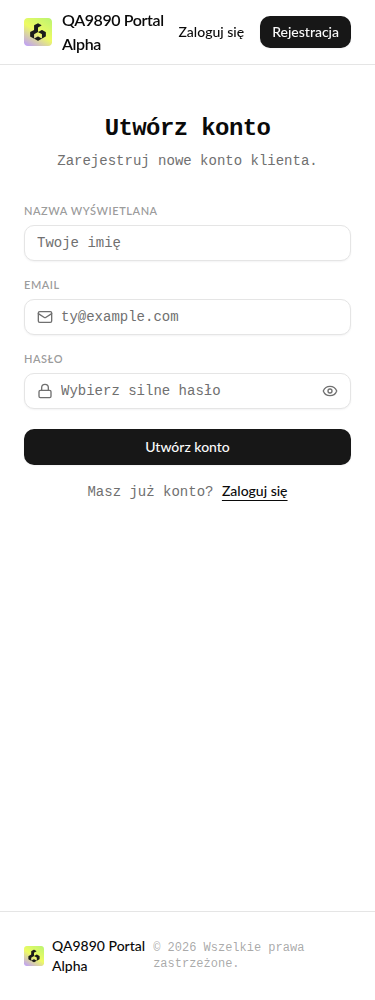 QA9890 Portal
Alpha
Zaloguj się
Rejestracja
Utwórz konto
Zarejestruj nowe konto klienta.
NAZWA WYŚWIETLANA
Twoje imię
EMAIL
ty@example.com
HASŁO
Wybierz silne hasło
Utwórz konto
Masz już konto? Zaloguj się
QA9890 Portal
Alpha
© 2026 Wszelkie prawa
zastrzeżone.